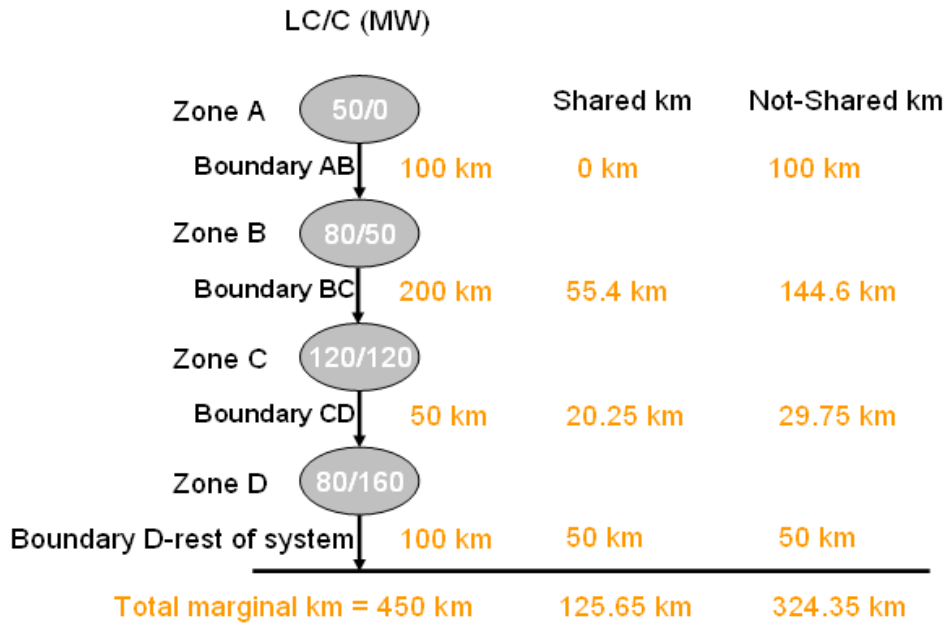 LC/C (MW)
Zone A 50/0 Shared km Not-Shared km
Boundary AB 100 km 0 km 100 km
Zone B 80/50
Boundary BC 200 km 55.4 km 144.6 km
Zone C 120/120
Boundary CD 50 km 20.25 km 29.75 km
Zone D 80/160
Boundary D-rest of system 100 km 50 km 50 km
Total marginal km = 450 km 125.65 km 324.35 km